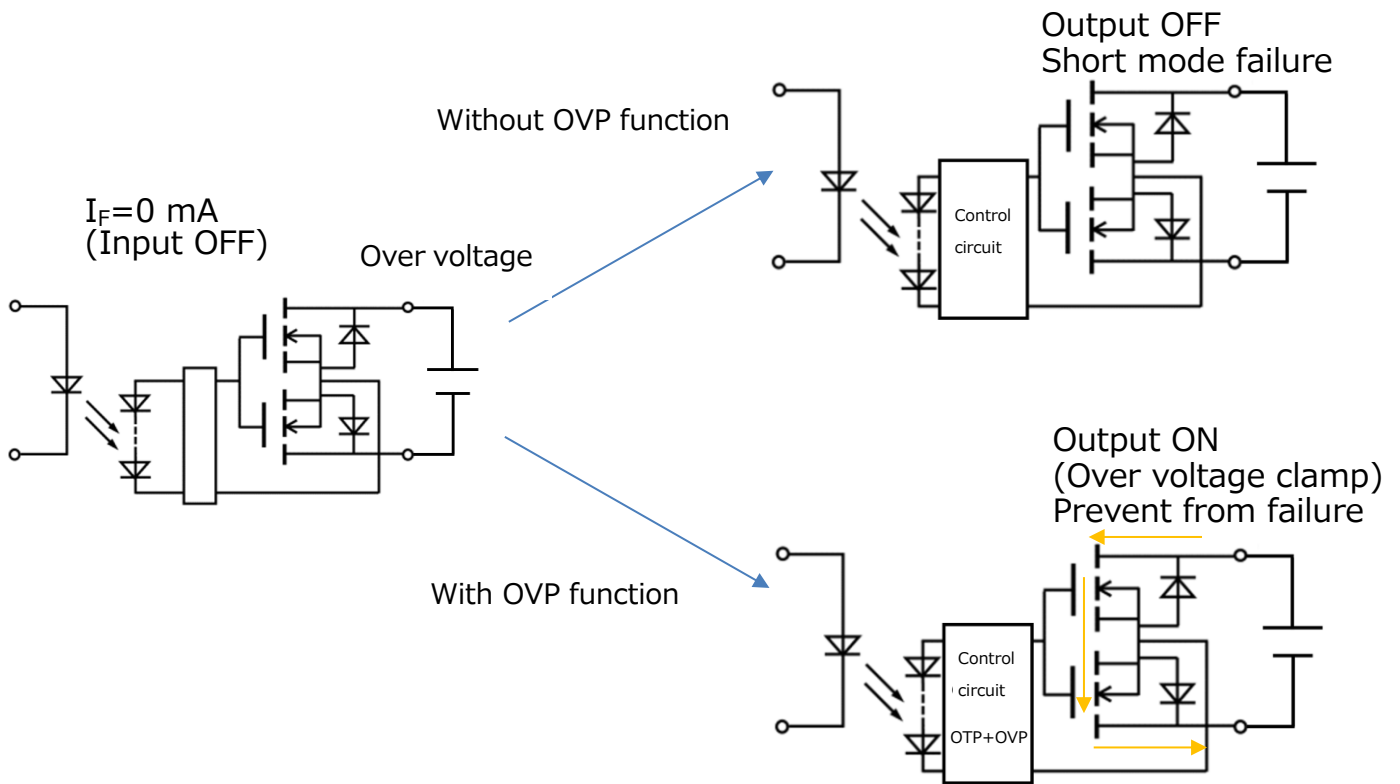 Output OFF
Short mode failure
Without OVP function
I_F=0 mA
(Input OFF)
Over voltage
Control
circuit
Output ON
(Over voltage clamp)
Prevent from failure
With OVP function
Control
circuit
OTP+OVP